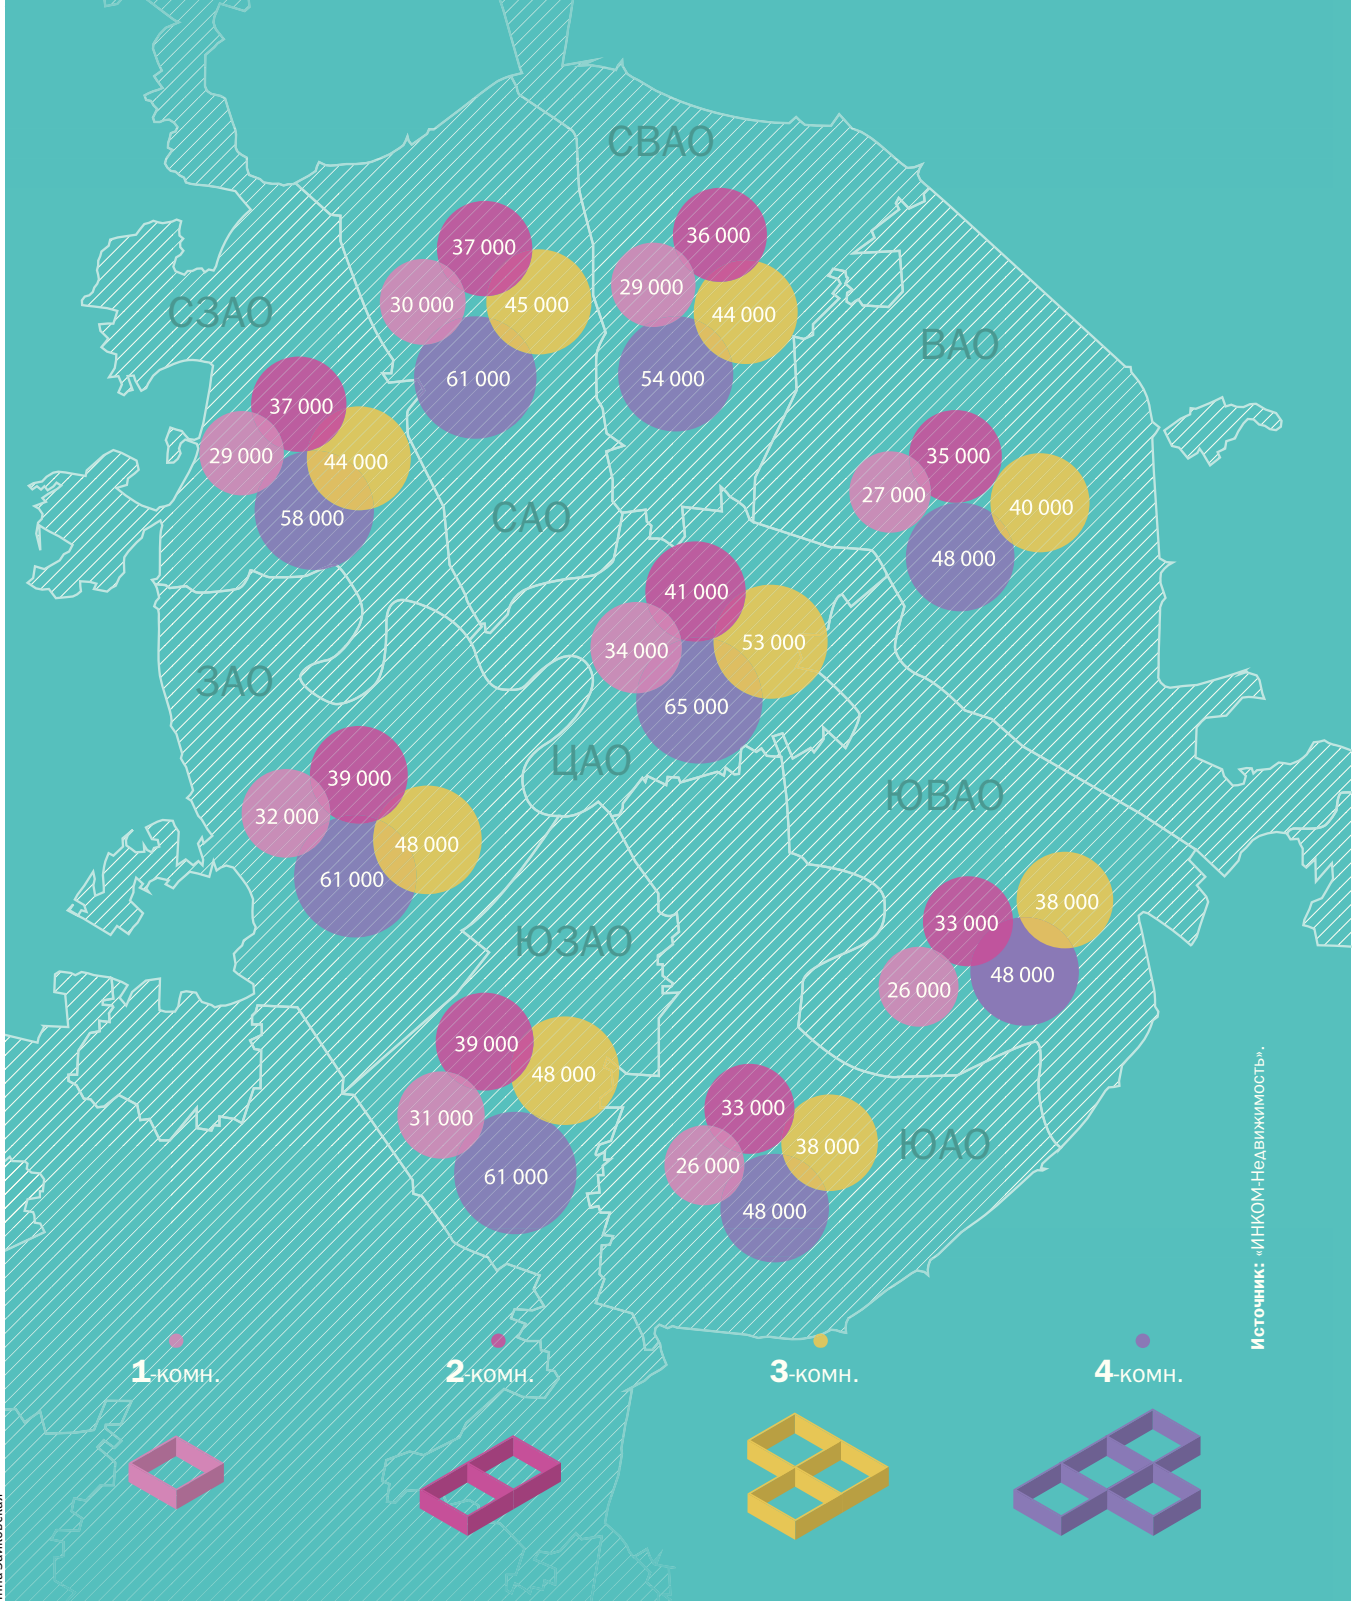 СВАО
37 000
30 000
45 000
61 000
36 000
29 000
44 000
54 000
СЗАО
37 000
29 000
44 000
58 000
ВАО
35 000
27 000
40 000
48 000
САО
41 000
34 000
53 000
65 000
ЗАО
ЦАО
39 000
32 000
48 000
61 000
ЮВАО
33 000
38 000
26 000
48 000
ЮЗАО
39 000
31 000
48 000
61 000
33 000
26 000
38 000
48 000
ЮАО
Источник: «ИНКОМ-Недвижимость».
1-комн.
2-комн.
3-комн.
4-комн.